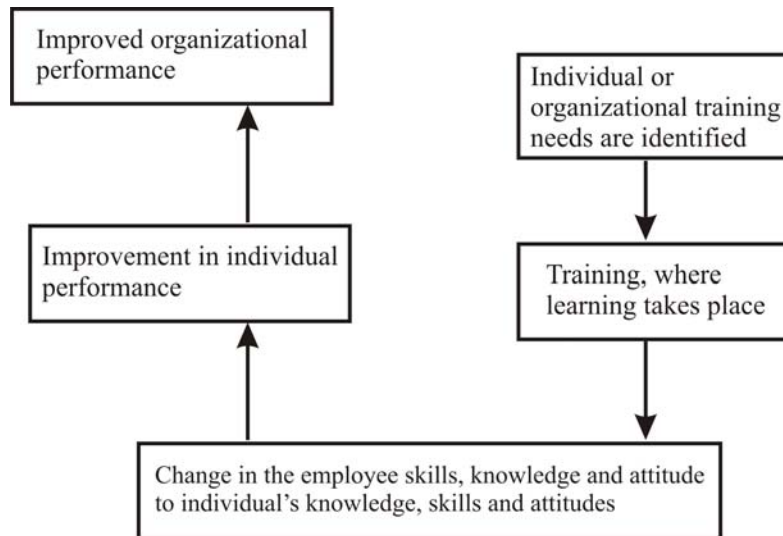 Improved organizational
performance
Individual or
organizational training
needs are identified
Improvement in individual
performance
Training, where
learning takes place
Change in the employee skills, knowledge and attitude
to individual’s knowledge, skills and attitudes